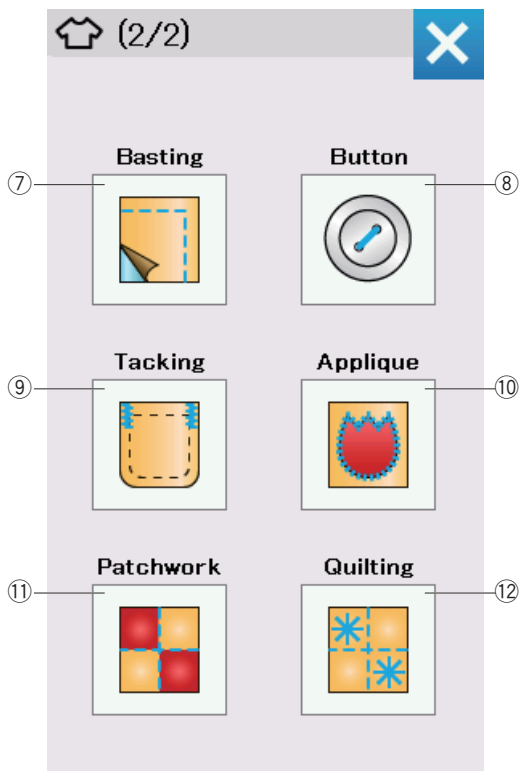 (2/2)
Basting Button
⑦ ⑧
Tacking Applique
⑨ ⑩
Patchwork Quilting
⑪ ⑫